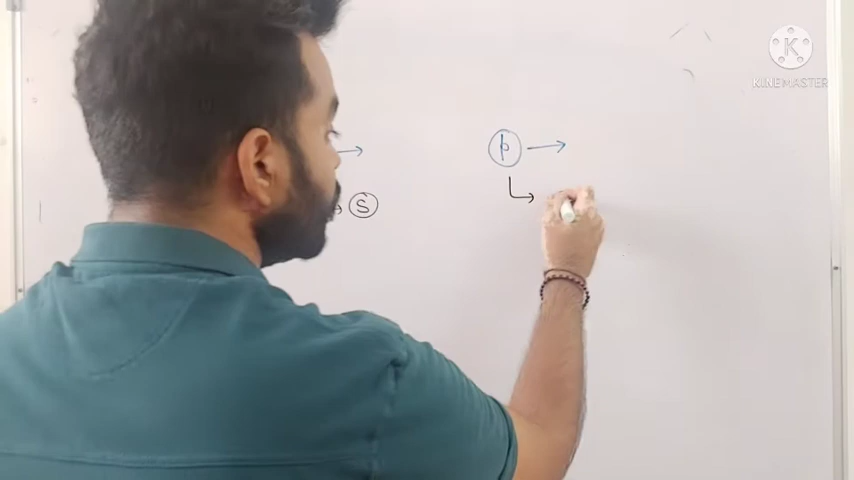 K
KINEMASTER
p →
→ S